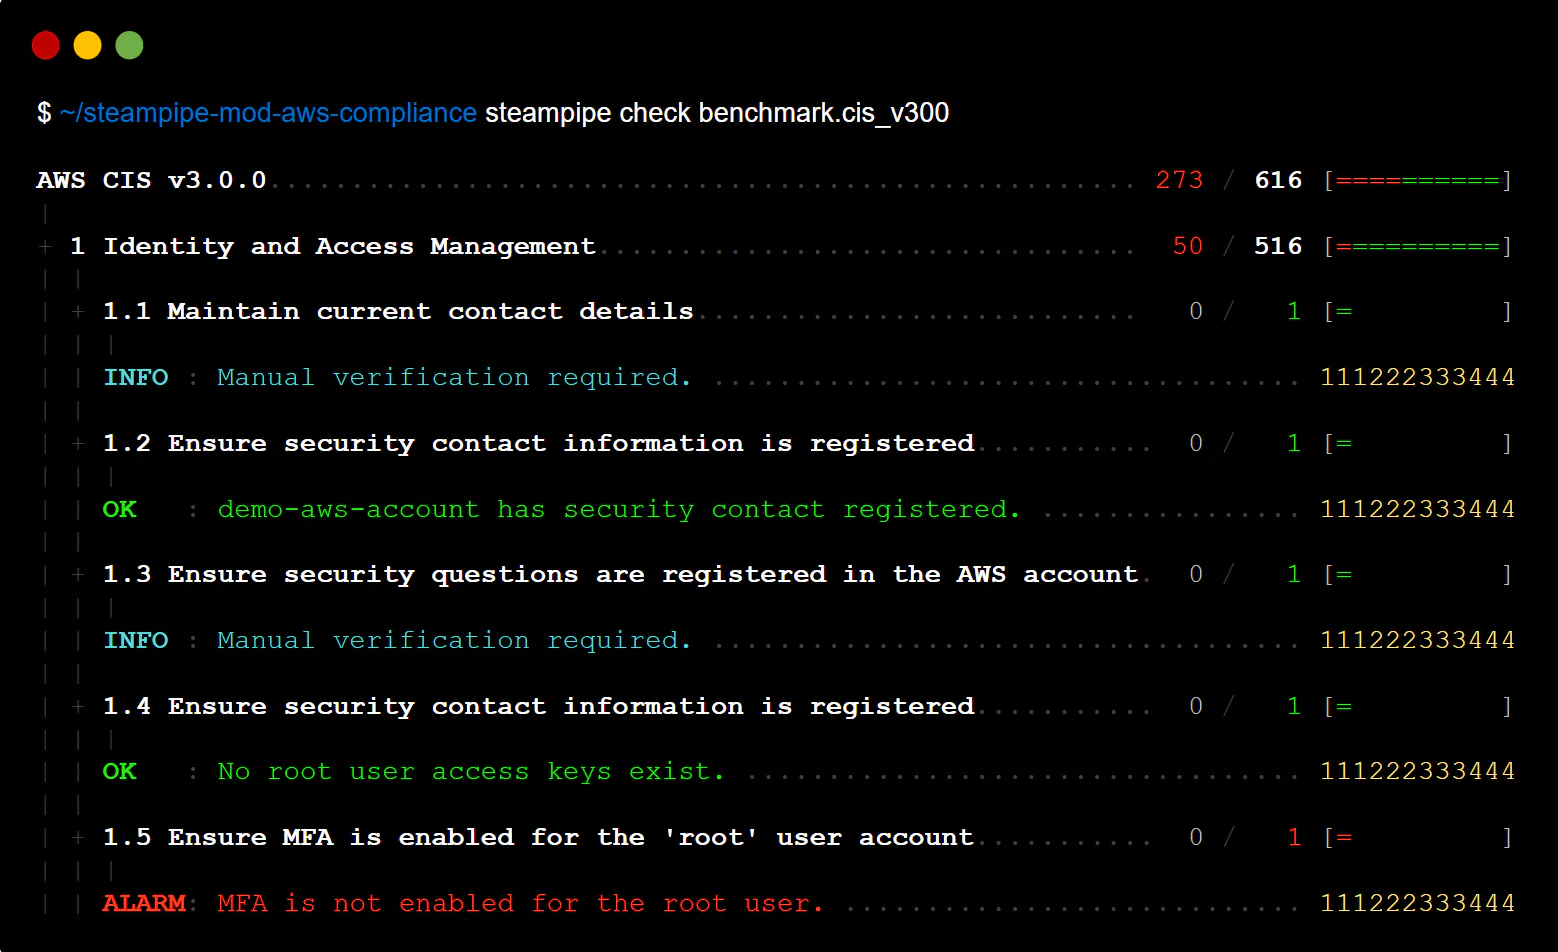 $ ~/steampipe-mod-aws-compliance steampipe check benchmark.cis_v300
AWS CIS v3.0.0...................................................... 273 / 616 [==========]
|
+ 1 Identity and Access Management................................. 50 / 516 [==========]
| |
| + 1.1 Maintain current contact details........................... 0 / 1 [= ]
| | |
| | INFO : Manual verification required. .................................... 111222333444
| |
| + 1.2 Ensure security contact information is registered........... 0 / 1 [= ]
| | |
| | OK : demo-aws-account has security contact registered. ................ 111222333444
| |
| + 1.3 Ensure security questions are registered in the AWS account. 0 / 1 [= ]
| | |
| | INFO : Manual verification required. .................................... 111222333444
| |
| + 1.4 Ensure security contact information is registered........... 0 / 1 [= ]
| | |
| | OK : No root user access keys exist. .................................. 111222333444
| |
| + 1.5 Ensure MFA is enabled for the 'root' user account........... 0 / 1 [= ]
| | |
| | ALARM: MFA is not enabled for the root user. ............................ 111222333444